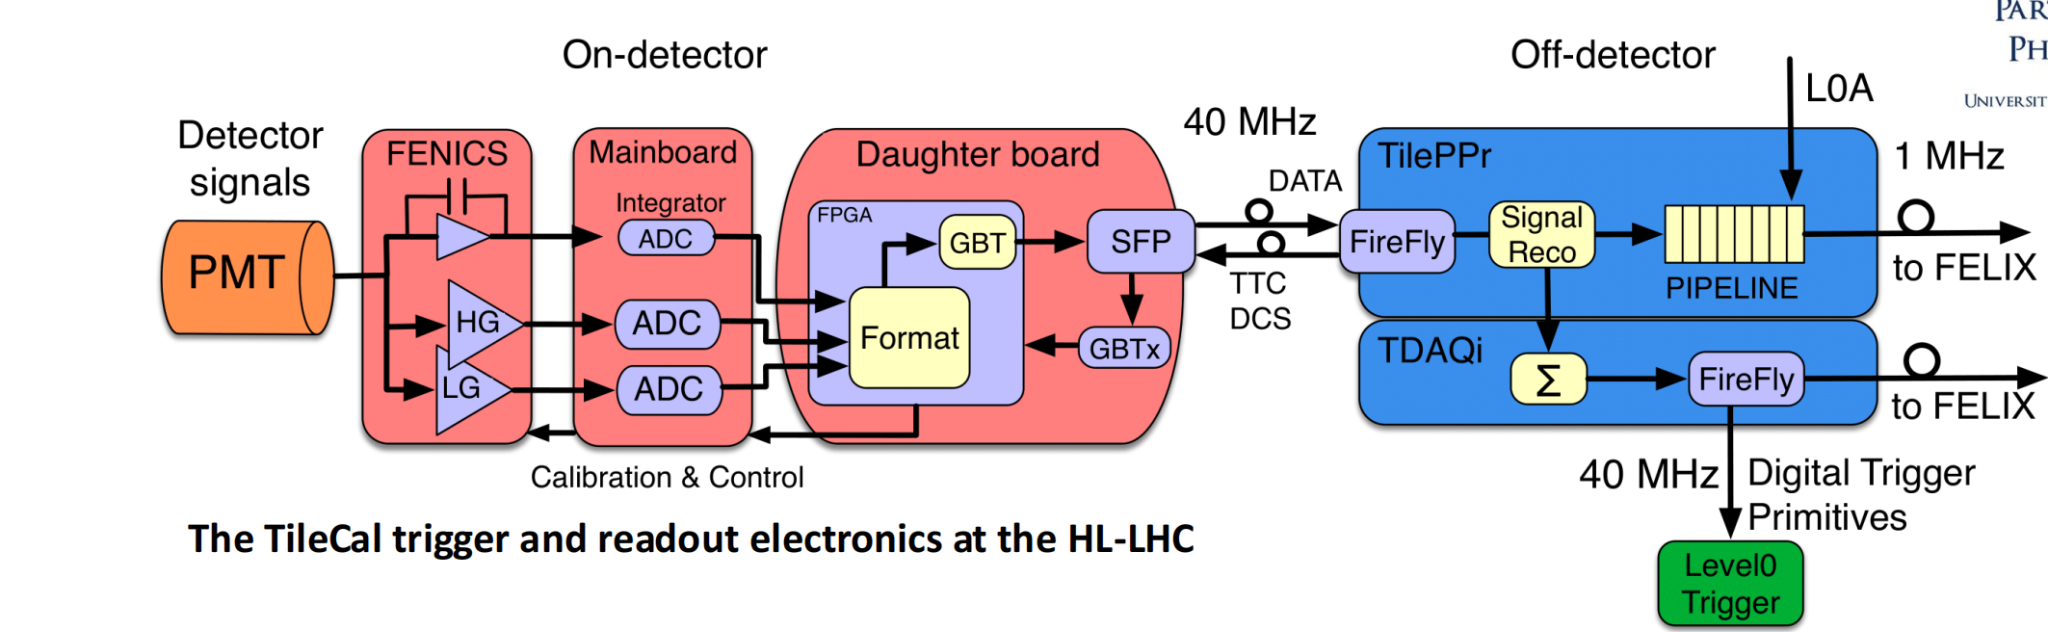 On-detector
Off-detector
PAR
PH
UNIVERSIT
L0A
Detector
signals
PMT
FENICS
HG
LG
Mainboard
Integrator
ADC
ADC
ADC
Daughter board
FPGA
GBT
Format
SFP
GBTx
Calibration & Control
40 MHz
DATA
TTC
DCS
TilePPr
FireFly
Signal
Reco
PIPELINE
1 MHz
to FELIX
TDAQi
Σ
FireFly
to FELIX
40 MHz
Digital Trigger
Primitives
Level0
Trigger
The TileCal trigger and readout electronics at the HL-LHC